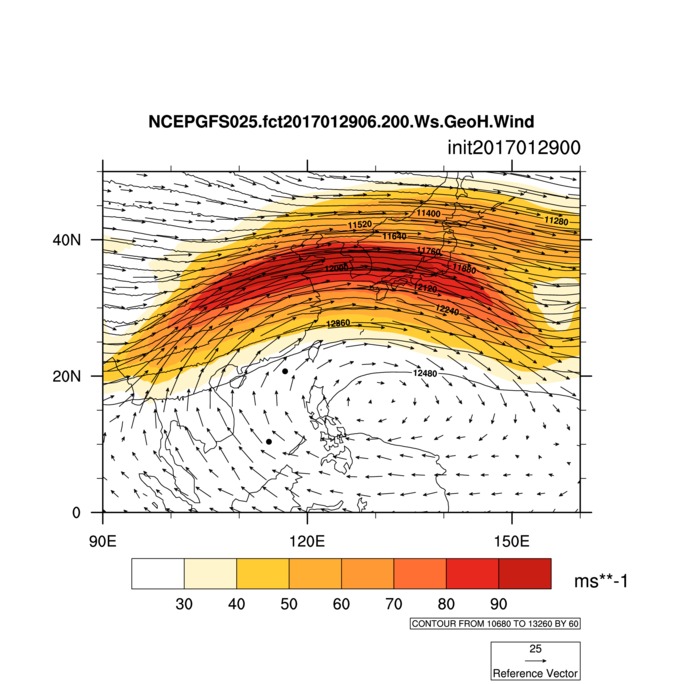 NCEPGFS025.fct2017012906.200.Ws.GeoH.Wind
init2017012900
11400
11280
11520
11640
40N
11760
12000
11880
12120
12240
12360
12480
20N
0
90E 120E 150E
ms**-1
30 40 50 60 70 80 90
CONTOUR FROM 10680 TO 13260 BY 60
25
Reference Vector